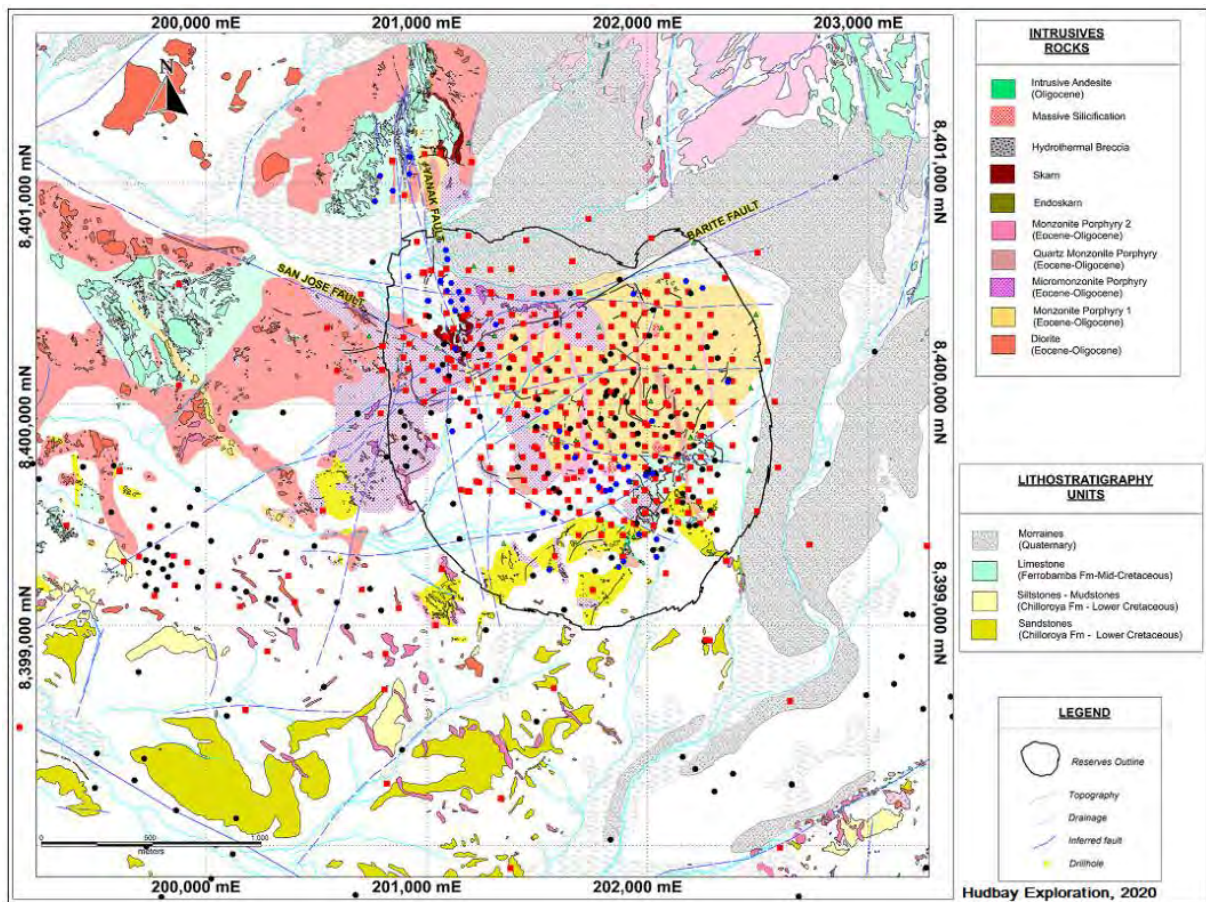 200,000 mE
201,000 mE
202,000 mE
203,000 mE
N
8,401,000 mN
8,401,000 mN
YANAK FAULT
BARITE FAULT
SAN JOSE FAULT
8,400,000 mN
8,400,000 mN
8,399,000 mN
8,399,000 mN
0
500
1 000
meters
200,000 mE
201,000 mE
202,000 mE
Hudbay Exploration, 2020
INTRUSIVES
ROCKS
Intrusive Andesite
(Oligocene)
Massive Silicification
Hydrothermal Breccia
Skarn
Endoskarn
Monzonite Porphyry 2
(Eocene-Oligocene)
Quartz Monzonite Porphyry
(Eocene-Oligocene)
Micromonzonite Porphyry
(Eocene-Oligocene)
Monzonite Porphyry 1
(Eocene-Oligocene)
Diorite
(Eocene-Oligocene)
LITHOSTRATIGRAPHY
UNITS
Morraines
(Quaternary)
Limestone
(Ferrobamba Fm-Mid-Cretaceous)
Siltstones - Mudstones
(Chilloroya Fm - Lower Cretaceous)
Sandstones
(Chilloroya Fm - Lower Cretaceous)
LEGEND
Reserves Outline
Topography
Drainage
Inferred fault
Drillhole